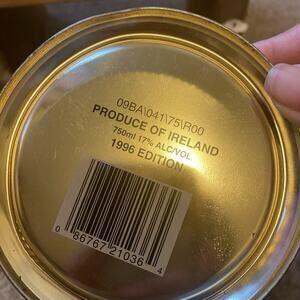 09BA\041\75\R00
PRODUCE OF IRELAND
750ml 17% ALC/VOL
1996 EDITION
0 86767 21036 4